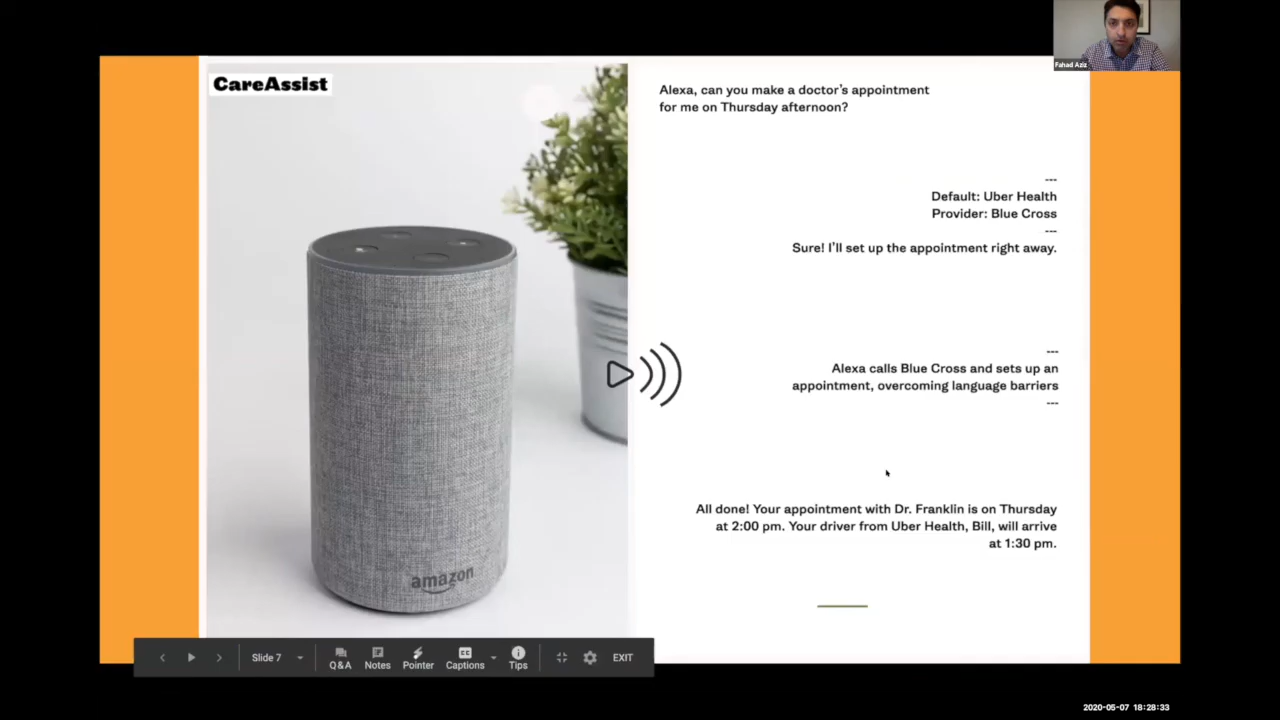 Fahad Aziz
CareAssist
Alexa, can you make a doctor's appointment
for me on Thursday afternoon?
---
Default: Uber Health
Provider: Blue Cross
---
Sure! I'll set up the appointment right away.
---
Alexa calls Blue Cross and sets up an
appointment, overcoming language barriers
---
All done! Your appointment with Dr. Franklin is on Thursday
at 2:00 pm. Your driver from Uber Health, Bill, will arrive
at 1:30 pm.
amazon
Slide 7
Q&A
Notes
Pointer
CC
Captions
Tips
EXIT
2020-05-07 18:28:33